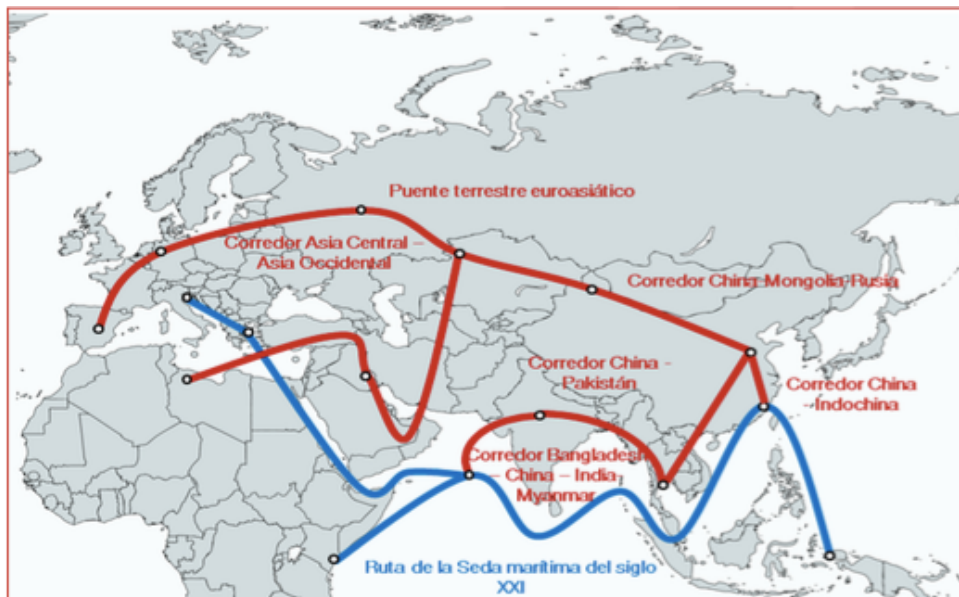 Puente terrestre euroasiático
Corredor Asia Central –
Asia Occidental
Corredor China-Mongolia-Rusia
Corredor China –
Pakistán
Corredor China
- Indochina
Corredor Bangladesh
– China – India
Myanmar
Ruta de la Seda marítima del siglo
XXI